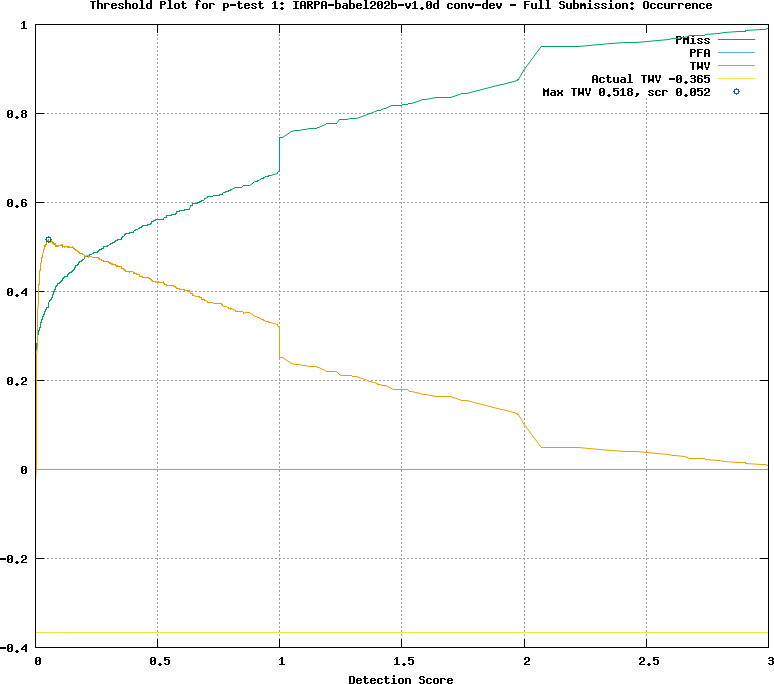 Threshold Plot for p-test 1: IARPA-babel202b-v1.0d conv-dev - Full Submission: Occurrence
PMiss
PFA
TWV
Actual TWV -0.365
Max TWV 0.518, scr 0.052
1
0.8
0.6
0.4
0.2
0
-0.2
-0.4
0 0.5 1 1.5 2 2.5 3
Detection Score